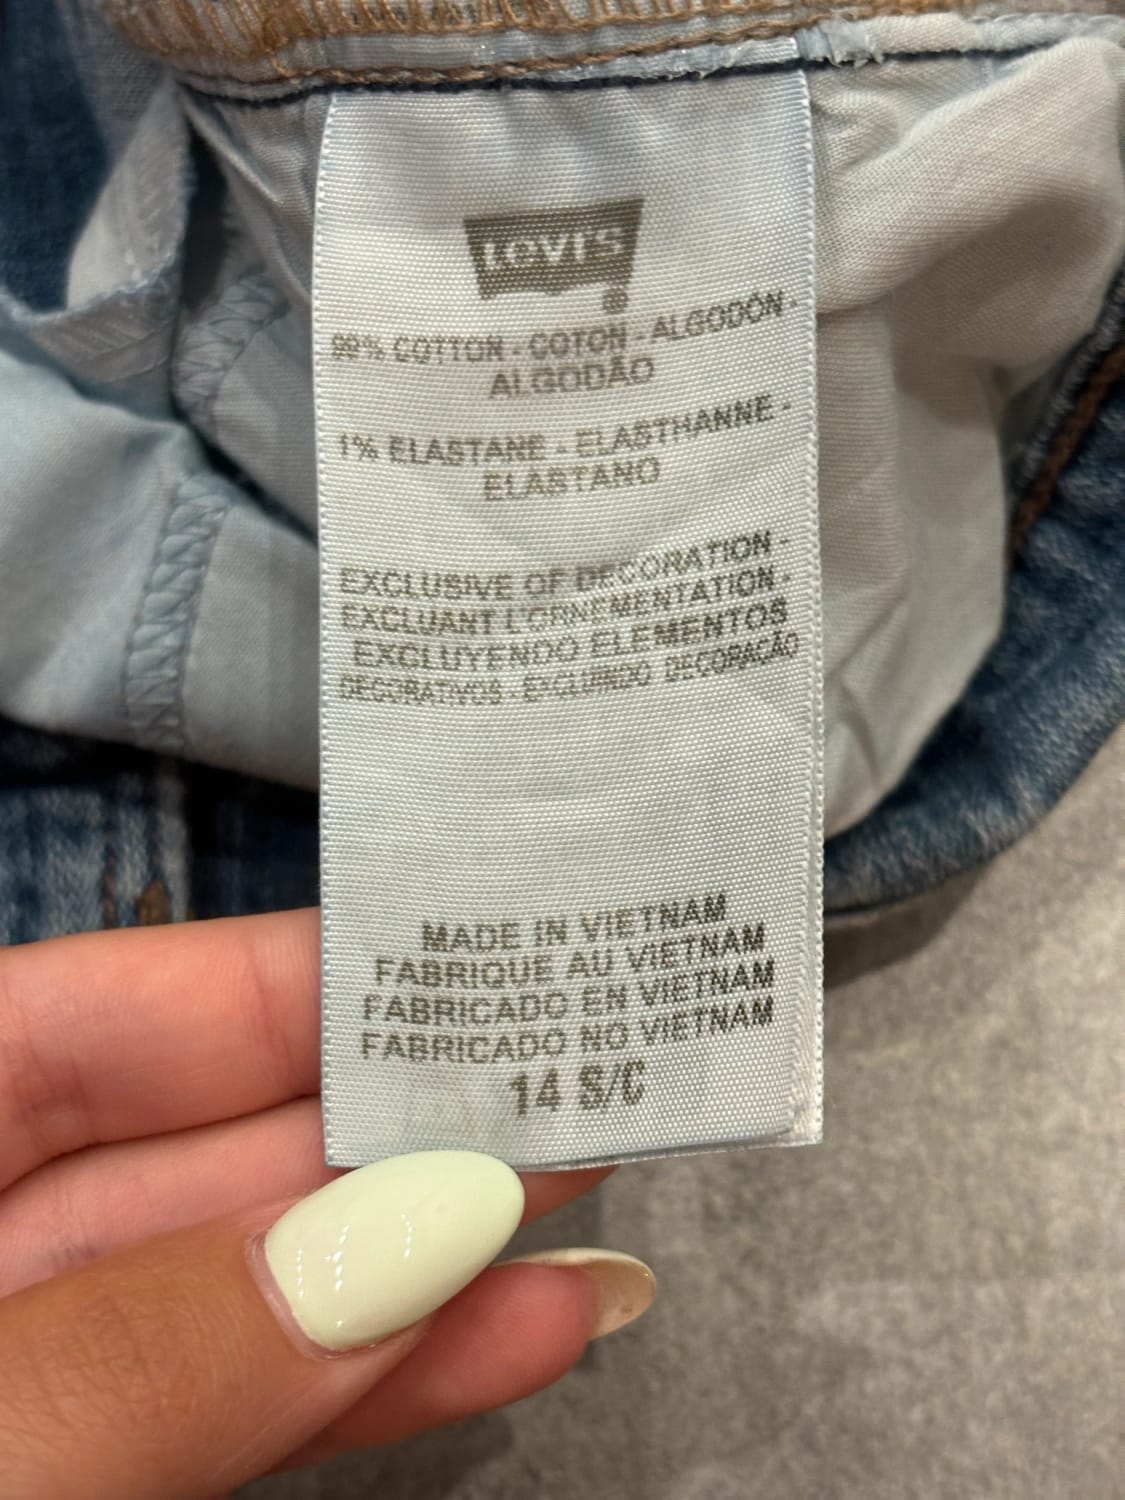 Levi's
®
99% COTTON - COTON - ALGODÓN -
ALGODÃO
1% ELASTANE - ELASTHANNE -
ELASTANO
EXCLUSIVE OF DECORATION -
EXCLUANT L'ORNEMENTATION -
EXCLUYENDO ELEMENTOS
DECORATIVOS - EXCLUINDO DECORAÇÃO
MADE IN VIETNAM
FABRIQUE AU VIETNAM
FABRICADO EN VIETNAM
FABRICADO NO VIETNAM
14 S/C